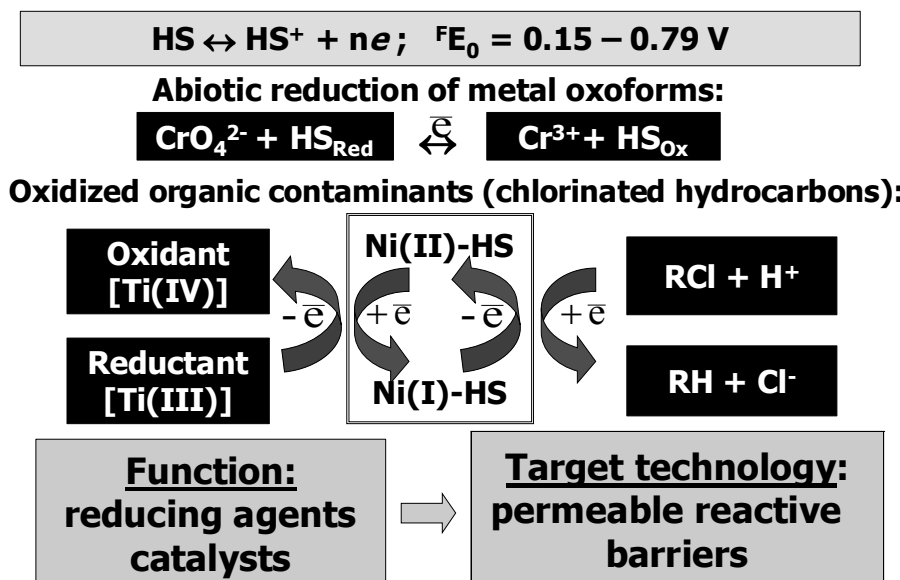 HS ↔ HS⁺ + ne ; ᶠE₀ = 0.15 – 0.79 V
Abiotic reduction of metal oxoforms:
CrO₄²⁻ + HS_Red ē ↔ Cr³⁺ + HS_Ox
Oxidized organic contaminants (chlorinated hydrocarbons):
Oxidant
[Ti(IV)]
Ni(II)-HS
RCl + H⁺
- ē +ē - ē +ē
Reductant
[Ti(III)]
Ni(I)-HS
RH + Cl⁻
Function:
reducing agents
catalysts
Target technology:
permeable reactive
barriers